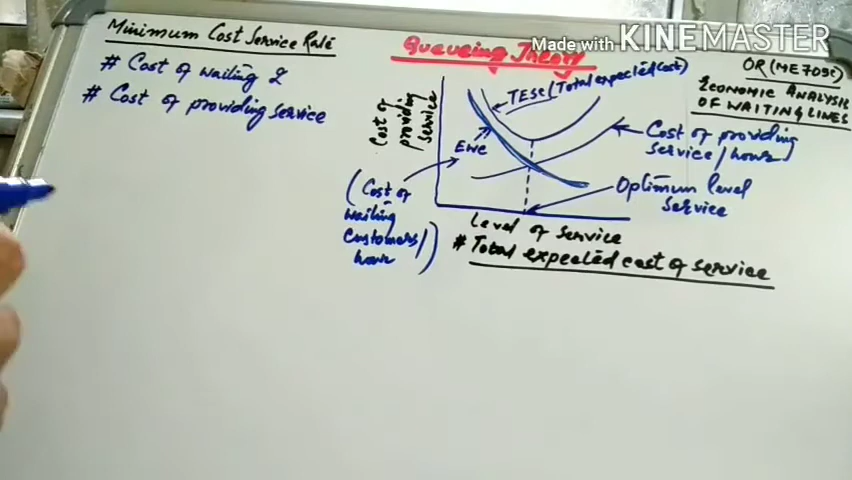 Minimum Cost Service Rate
# Cost of waiting &
# Cost of providing service
Queueing Theory
Made with KINEMASTER
OR (ME705C)
ECONOMIC ANALYSIS
OF WAITING LINES
TESC (Total expected cost)
Cost of
providing
service
EWC
(Cost of
waiting
customers/
hour)
Cost of providing
service/hour
Optimum level
service
Level of service
# Total expected cost of service